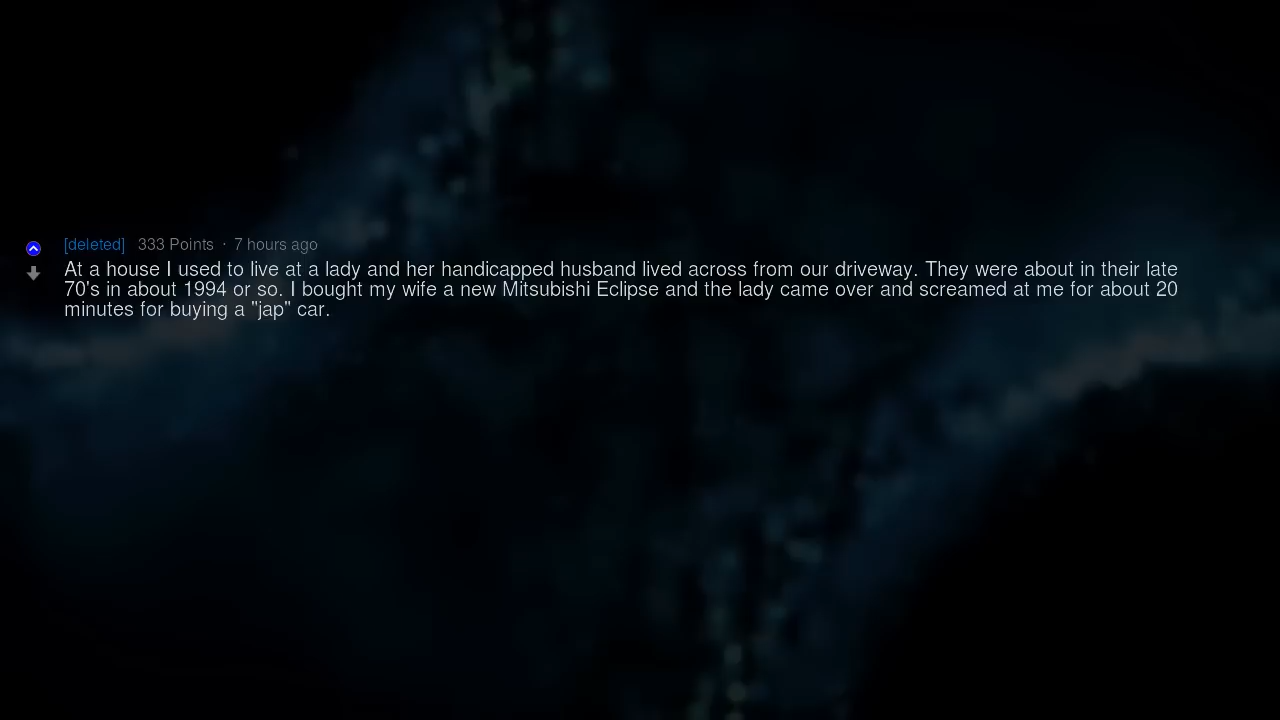 [deleted] 333 Points · 7 hours ago
At a house I used to live at a lady and her handicapped husband lived across from our driveway. They were about in their late
70's in about 1994 or so. I bought my wife a new Mitsubishi Eclipse and the lady came over and screamed at me for about 20
minutes for buying a "jap" car.